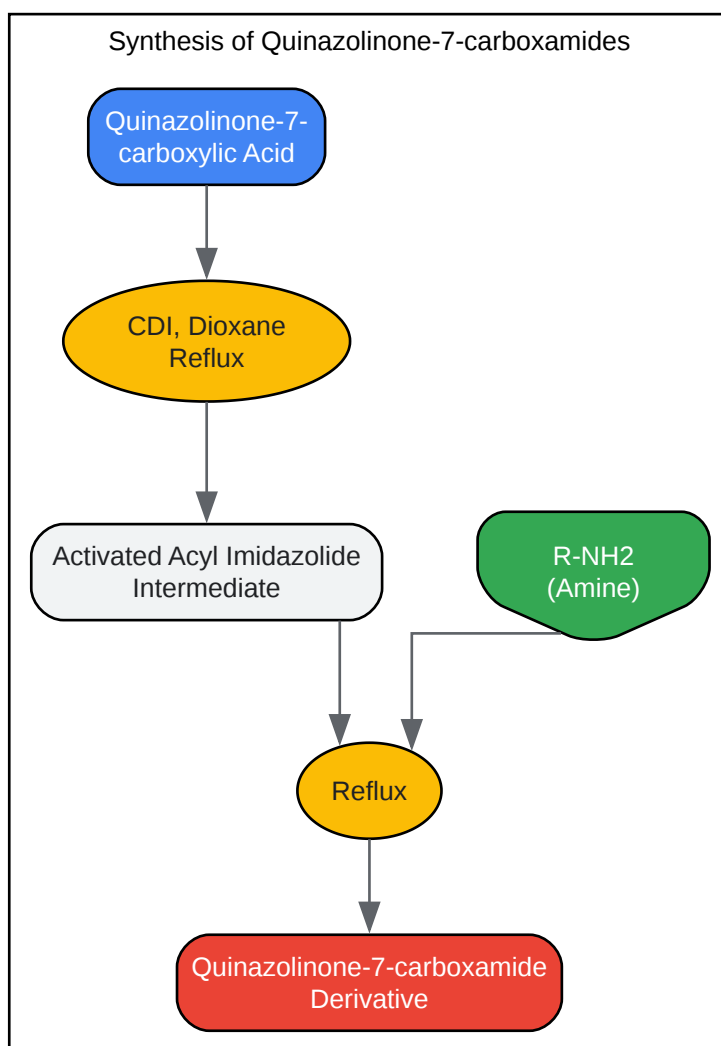 Synthesis of Quinazolinone-7-carboxamides
Quinazolinone-7-
carboxylic Acid
CDI, Dioxane
Reflux
Activated Acyl Imidazolide
Intermediate
R-NH2
(Amine)
Reflux
Quinazolinone-7-carboxamide
Derivative